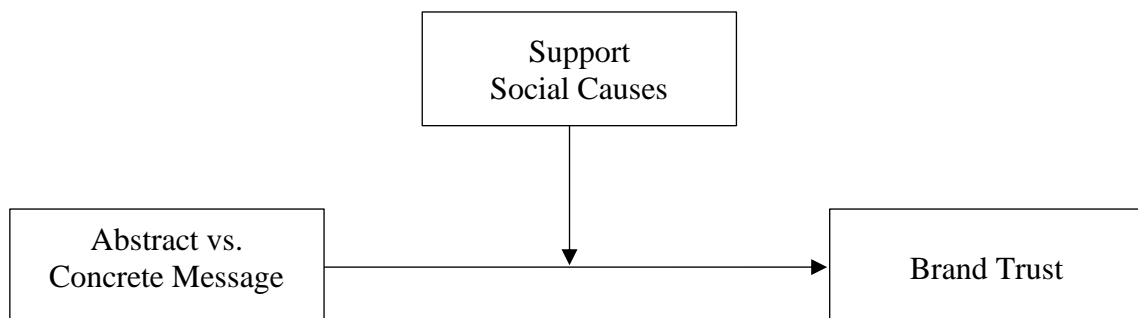 Support
Social Causes
Abstract vs.
Concrete Message
Brand Trust